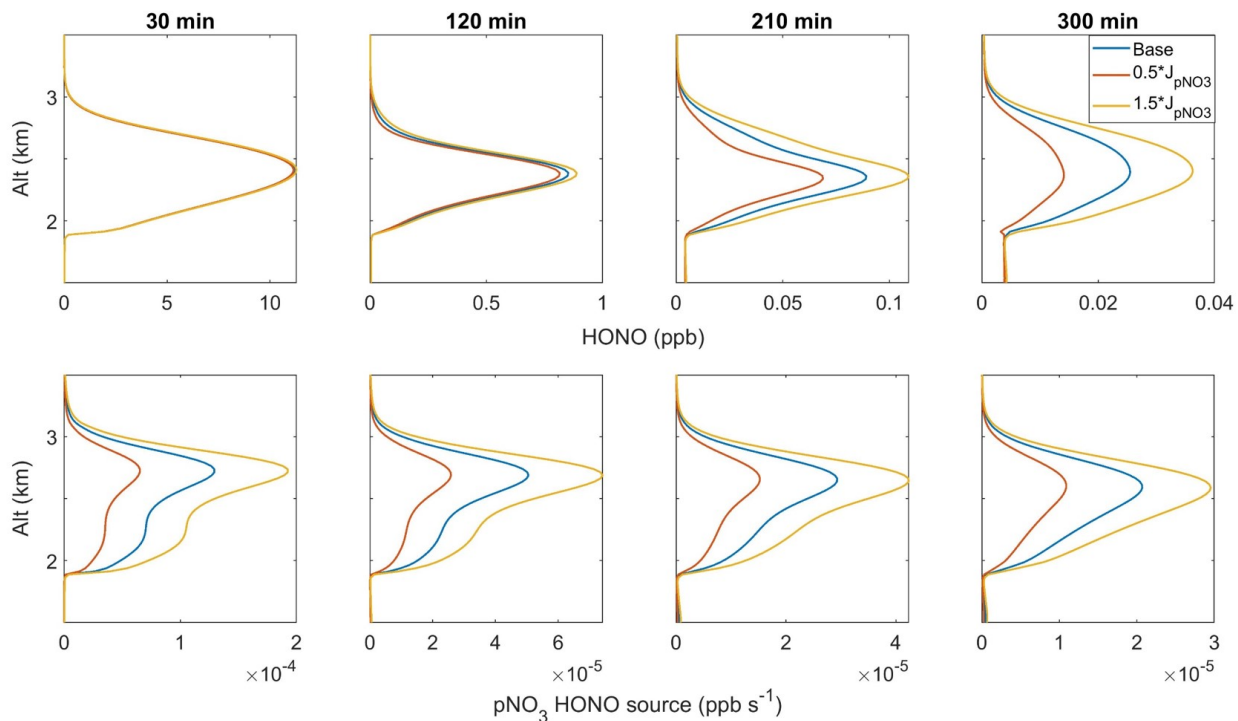 30 min 120 min 210 min 300 min
Base
0.5*J_pNO3
1.5*J_pNO3
Alt (km)
3
2
0 5 10 0 0.5 1 0 0.05 0.1 0 0.02 0.04
HONO (ppb)
Alt (km)
3
2
0 1 2 0 2 4 6 0 2 4 0 1 2 3
×10⁻⁴ ×10⁻⁵ ×10⁻⁵ ×10⁻⁵
pNO₃ HONO source (ppb s⁻¹)